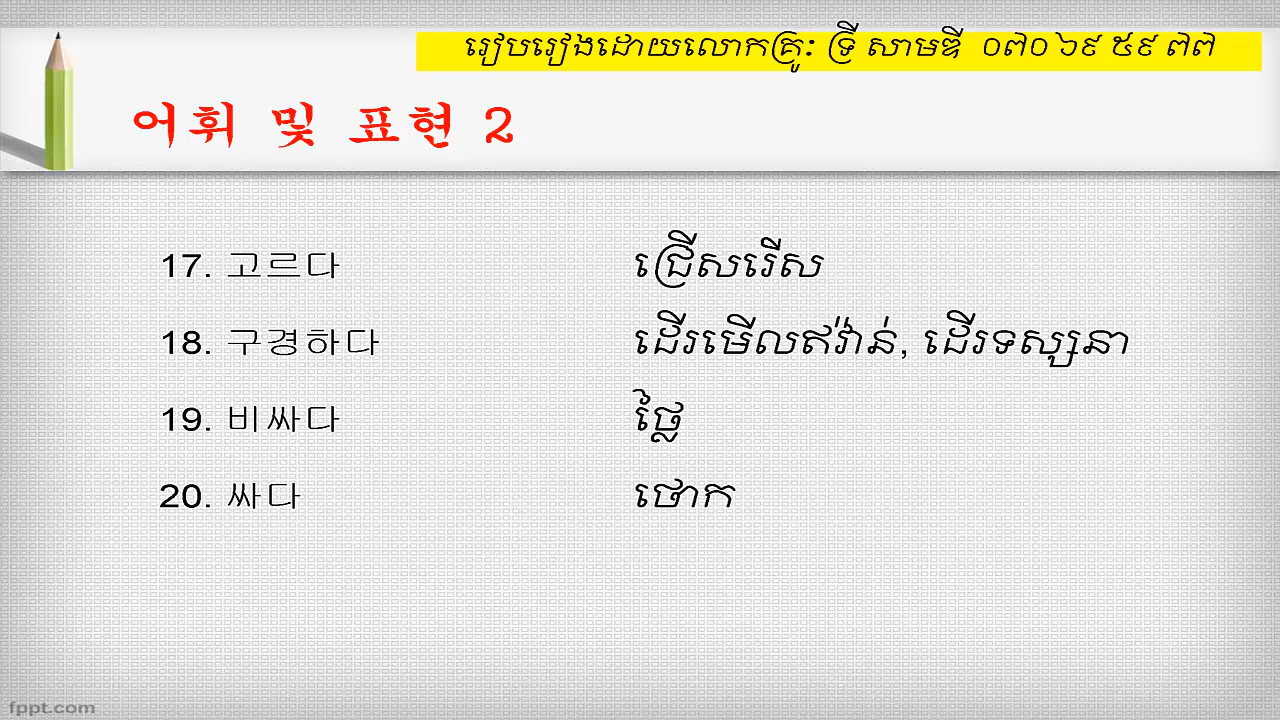 រៀបរៀងដោយលោកគ្រូ: ទ្រី សាមឌី ០៧០ ៦៩ ៥៩ ៧៧
어휘 및 표현 2
17. 고르다 ជ្រើសរើស
18. 구경하다 ដើរមើលឥវ៉ាន់, ដើរទស្សនា
19. 비싸다 ថ្លៃ
20. 싸다 ថោក
fppt.com